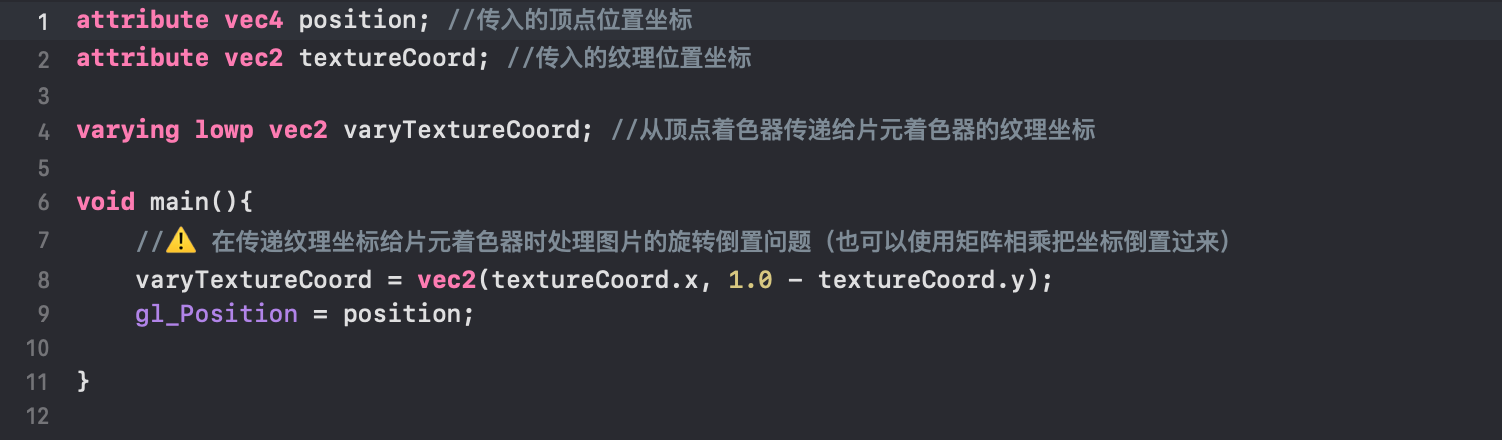 1 attribute vec4 position; //传入的顶点位置坐标
2 attribute vec2 textureCoord; //传入的纹理位置坐标
3
4 varying lowp vec2 varyTextureCoord; //从顶点着色器传递给片元着色器的纹理坐标
5
6 void main(){
7 //⚠️ 在传递纹理坐标给片元着色器时处理图片的旋转倒置问题（也可以使用矩阵相乘把坐标倒置过来）
8 varyTextureCoord = vec2(textureCoord.x, 1.0 - textureCoord.y);
9 gl_Position = position;
10
11 }
12